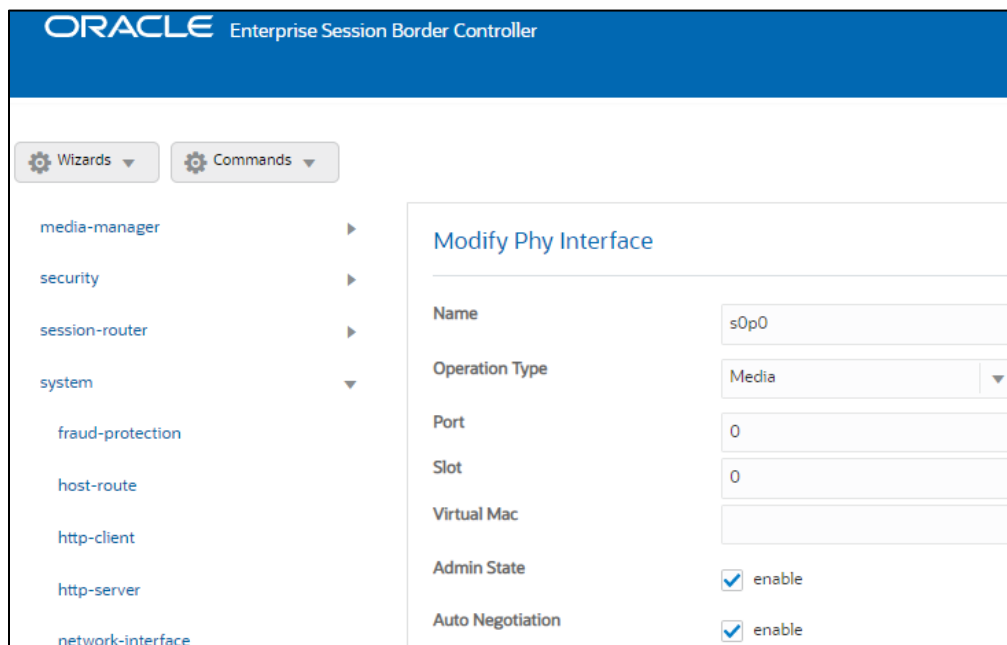 ORACLE Enterprise Session Border Controller
Wizards Commands
media-manager
security
session-router
system
fraud-protection
host-route
http-client
http-server
network-interface
Modify Phy Interface
Name s0p0
Operation Type Media
Port 0
Slot 0
Virtual Mac
Admin State enable
Auto Negotiation enable